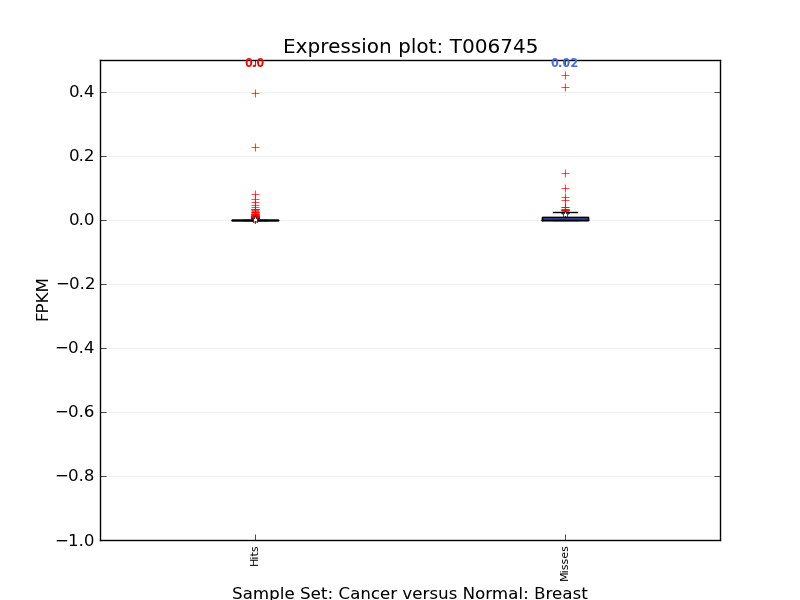 Expression plot: T006745
0.0
0.02
0.4
0.2
0.0
−0.2
−0.4
−0.6
−0.8
−1.0
FPKM
Hits
Misses
Sample Set: Cancer versus Normal: Breast